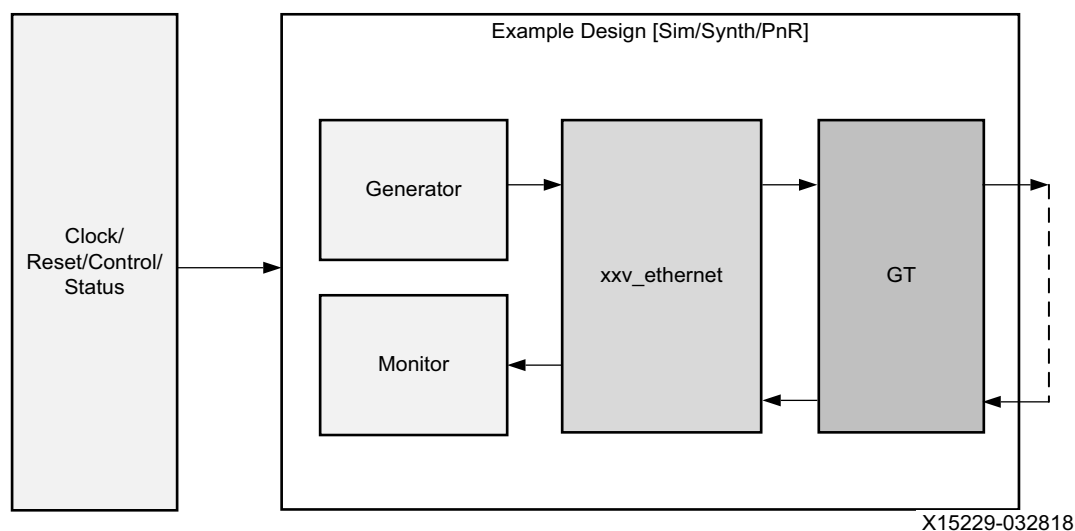 Example Design [Sim/Synth/PnR]
Generator
Clock/
Reset/Control/
Status
xxv_ethernet
GT
Monitor
X15229-032818